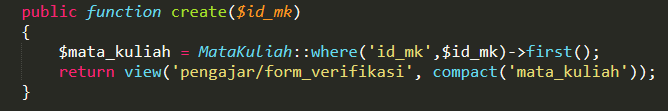 public function create($id_mk)
{
    $mata_kuliah = MataKuliah::where('id_mk',$id_mk)->first();
    return view('pengajar/form_verifikasi', compact('mata_kuliah'));
}